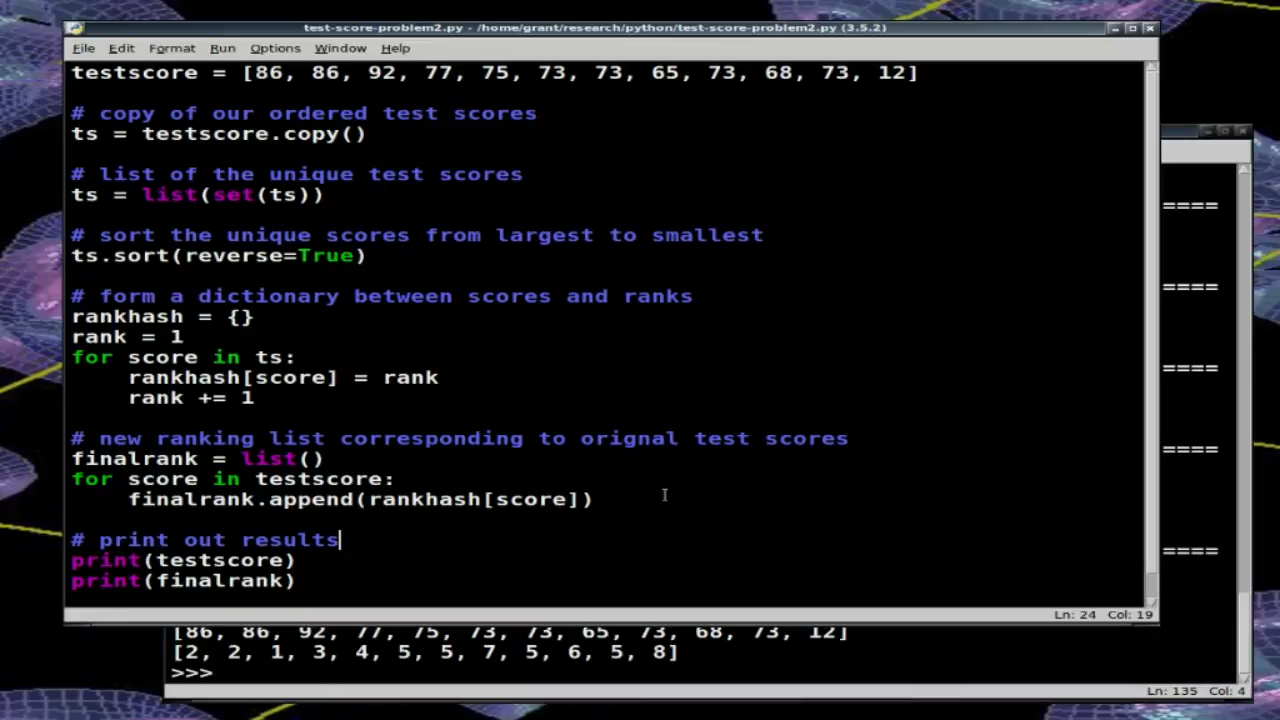 test-score-problem2.py - /home/grant/research/python/test-score-problem2.py (3.5.2)
File Edit Format Run Options Window Help
testscore = [86, 86, 92, 77, 75, 73, 73, 65, 73, 68, 73, 12]
# copy of our ordered test scores
ts = testscore.copy()
# list of the unique test scores
ts = list(set(ts))
# sort the unique scores from largest to smallest
ts.sort(reverse=True)
# form a dictionary between scores and ranks
rankhash = {}
rank = 1
for score in ts:
    rankhash[score] = rank
    rank += 1
# new ranking list corresponding to orignal test scores
finalrank = list()
for score in testscore:
    finalrank.append(rankhash[score])
# print out results
print(testscore)
print(finalrank)
Ln: 24 Col: 19
====
====
====
====
====
[86, 86, 92, 77, 75, 73, 73, 65, 73, 68, 73, 12]
[2, 2, 1, 3, 4, 5, 5, 7, 5, 6, 5, 8]
>>>
Ln: 135 Col: 4